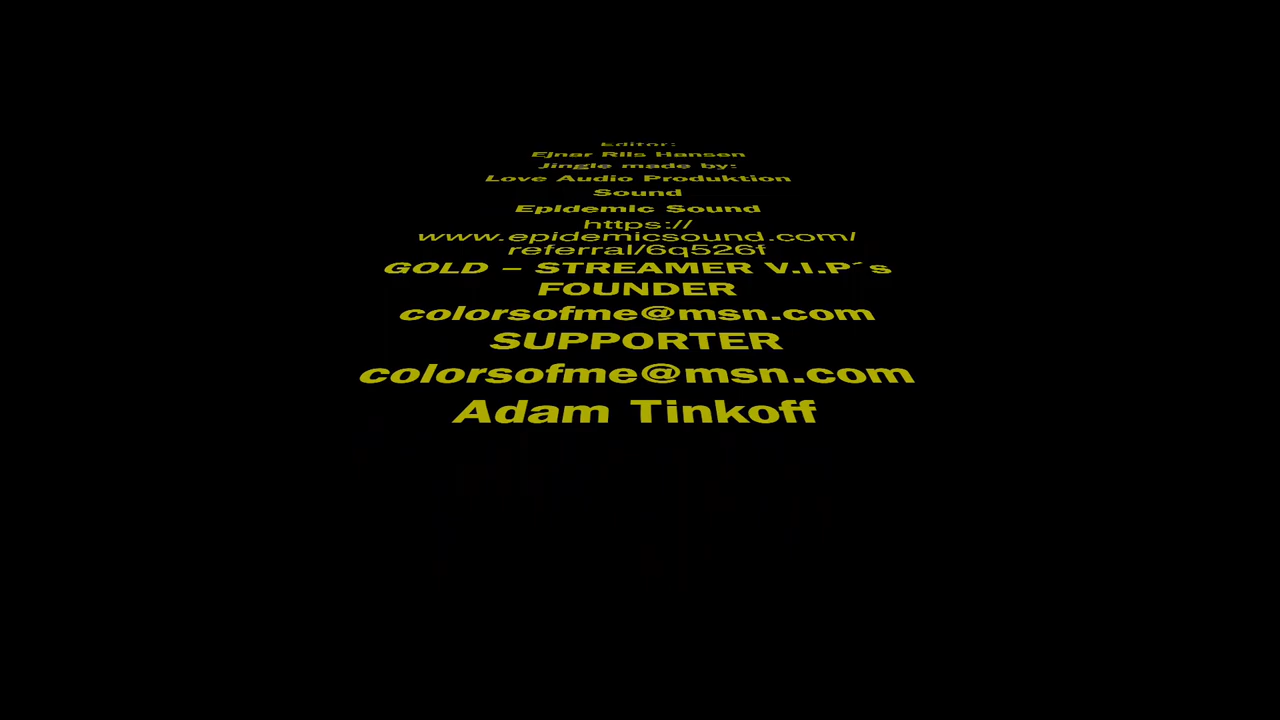 Editor:
Ejnar Riis Hansen
Jingle made by:
Love Audio Produktion
Sound
Epidemic Sound
https://
www.epidemicsound.com/
referral/6q526f
GOLD – STREAMER V.I.P´s
FOUNDER
colorsofme@msn.com
SUPPORTER
colorsofme@msn.com
Adam Tinkoff